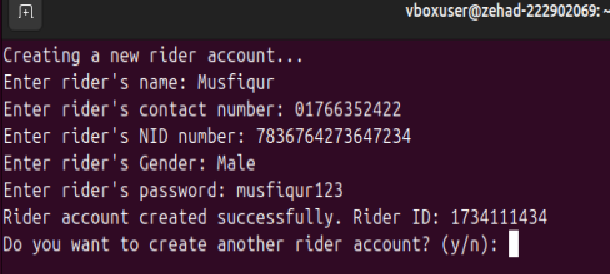 vboxuser@zehad-222902069: ~
Creating a new rider account...
Enter rider's name: Musfiqur
Enter rider's contact number: 01766352422
Enter rider's NID number: 7836764273647234
Enter rider's Gender: Male
Enter rider's password: musfiqur123
Rider account created successfully. Rider ID: 1734111434
Do you want to create another rider account? (y/n):